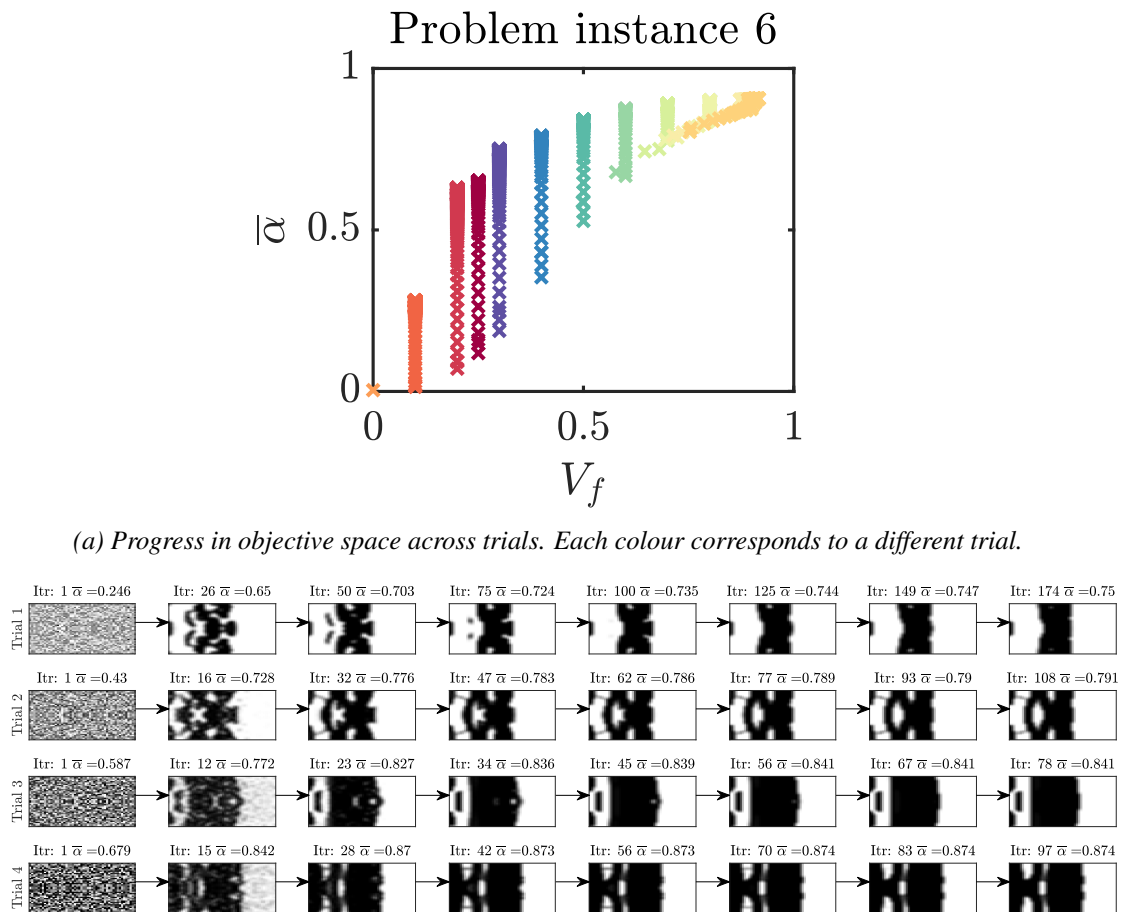 Problem instance 6
1
0.5
0
α̅
0 0.5 1
V_f
(a) Progress in objective space across trials. Each colour corresponds to a different trial.
Itr: 1 α̅ =0.246 Itr: 26 α̅ =0.65 Itr: 50 α̅ =0.703 Itr: 75 α̅ =0.724 Itr: 100 α̅ =0.735 Itr: 125 α̅ =0.744 Itr: 149 α̅ =0.747 Itr: 174 α̅ =0.75
Trial 1
Itr: 1 α̅ =0.43 Itr: 16 α̅ =0.728 Itr: 32 α̅ =0.776 Itr: 47 α̅ =0.783 Itr: 62 α̅ =0.786 Itr: 77 α̅ =0.789 Itr: 93 α̅ =0.79 Itr: 108 α̅ =0.791
Trial 2
Itr: 1 α̅ =0.587 Itr: 12 α̅ =0.772 Itr: 23 α̅ =0.827 Itr: 34 α̅ =0.836 Itr: 45 α̅ =0.839 Itr: 56 α̅ =0.841 Itr: 67 α̅ =0.841 Itr: 78 α̅ =0.841
Trial 3
Itr: 1 α̅ =0.679 Itr: 15 α̅ =0.842 Itr: 28 α̅ =0.87 Itr: 42 α̅ =0.873 Itr: 56 α̅ =0.873 Itr: 70 α̅ =0.874 Itr: 83 α̅ =0.874 Itr: 97 α̅ =0.874
Trial 4